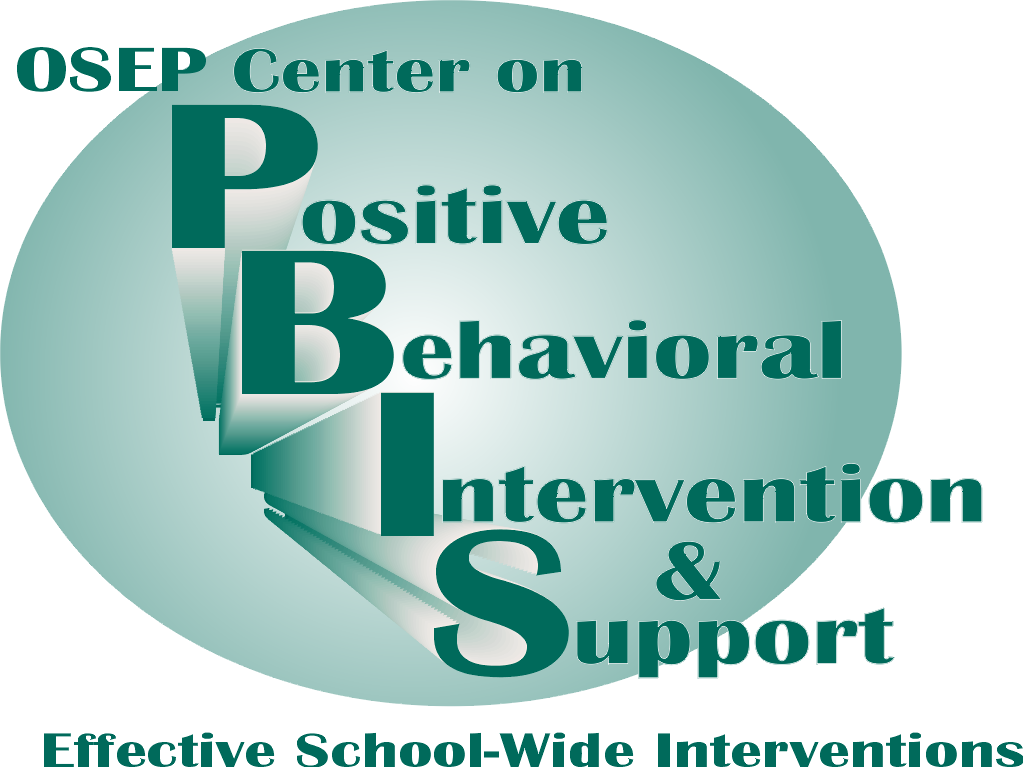 OSEP Center on
Positive
Behavioral
Intervention
&
Support
Effective School-Wide Interventions